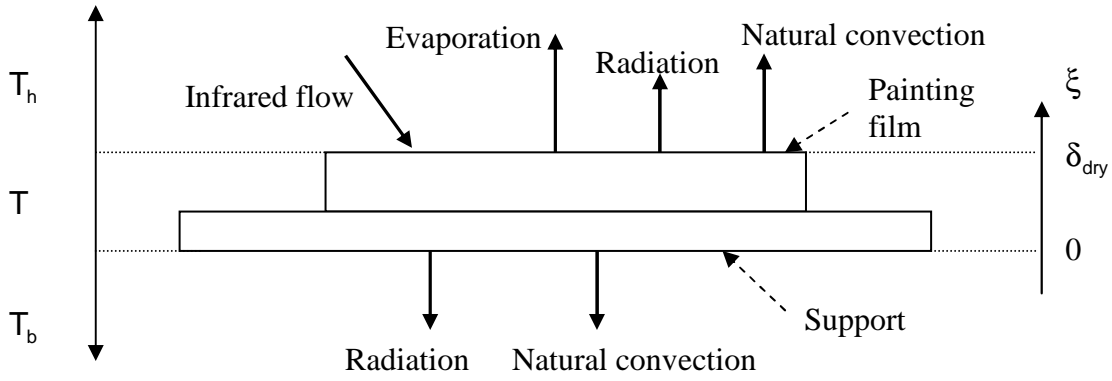 Evaporation
Natural convection
Radiation
T_h
Infrared flow
Painting
film
ξ
δ_dry
T
0
T_b
Support
Radiation
Natural convection